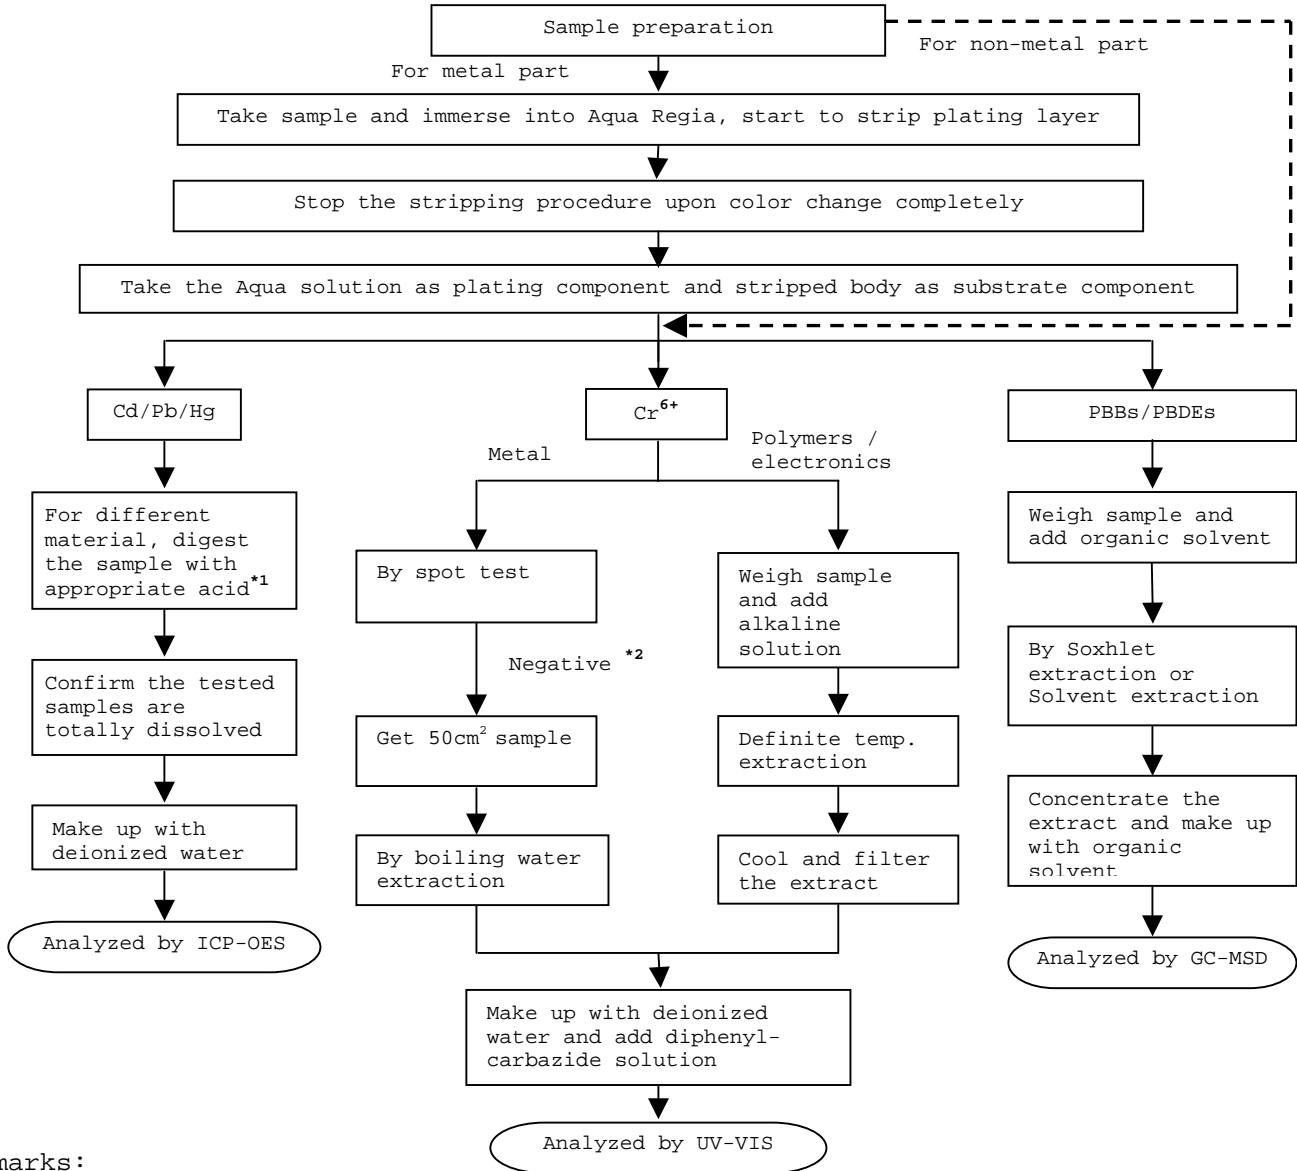 Sample preparation
For non-metal part
For metal part
Take sample and immerse into Aqua Regia, start to strip plating layer
Stop the stripping procedure upon color change completely
Take the Aqua solution as plating component and stripped body as substrate component
Cd/Pb/Hg
Cr⁶⁺
PBBs/PBDEs
Metal
Polymers /
electronics
For different
material, digest
the sample with
appropriate acid*1
Confirm the tested
samples are
totally dissolved
Make up with
deionized water
Analyzed by ICP-OES
By spot test
Negative *2
Get 50cm² sample
By boiling water
extraction
Weigh sample
and add
alkaline
solution
Definite temp.
extraction
Cool and filter
the extract
Make up with deionized
water and add diphenyl-
carbazide solution
Analyzed by UV-VIS
Weigh sample and
add organic solvent
By Soxhlet
extraction or
Solvent extraction
Concentrate the
extract and make up
with organic
solvent
Analyzed by GC-MSD
marks: